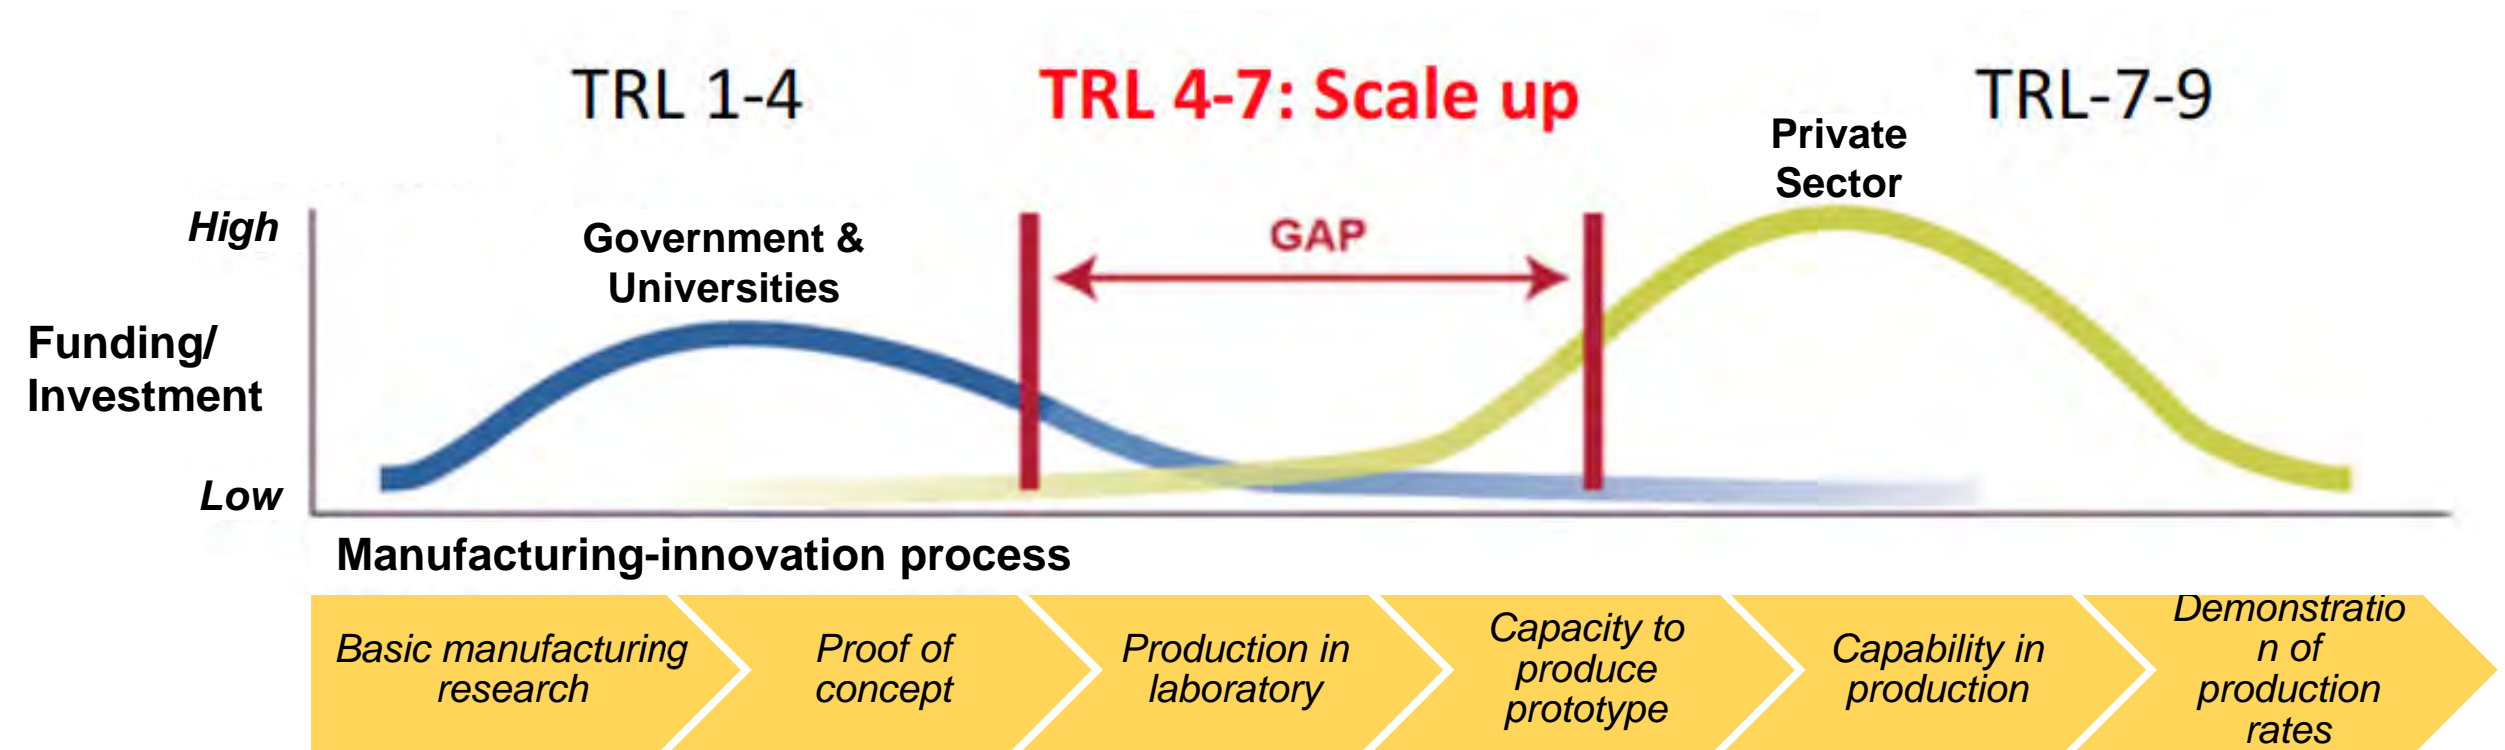 TRL 1-4
TRL 4-7: Scale up
TRL-7-9
Private
Sector
High
Government &
Universities
GAP
Funding/
Investment
Low
Manufacturing-innovation process
Basic manufacturing
research
Proof of
concept
Production in
laboratory
Capacity to
produce
prototype
Capability in
production
Demonstratio
n of
production
rates